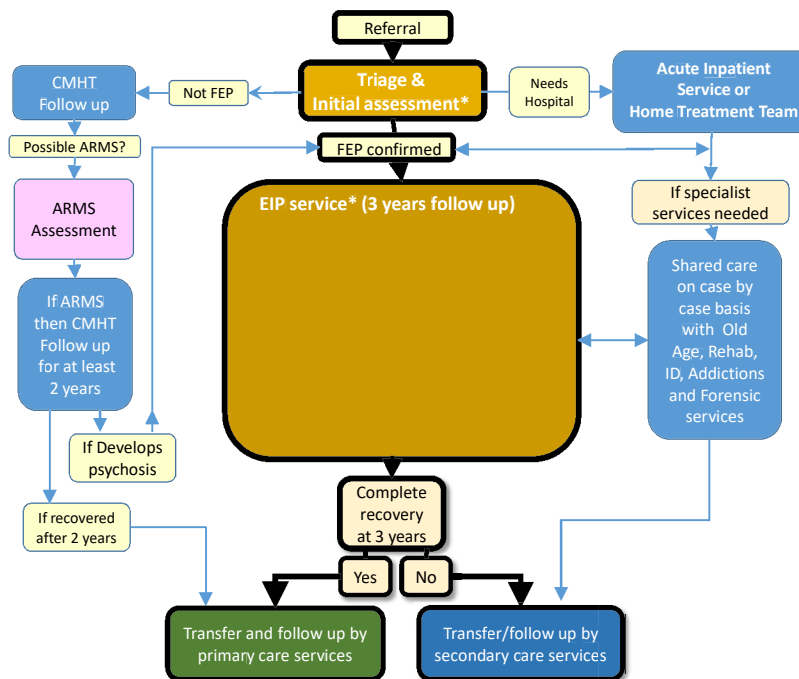 Referral
Triage &
Initial assessment*
CMHT
Follow up
Not FEP
Needs
Hospital
Acute Inpatient
Service or
Home Treatment Team
Possible ARMS?
FEP confirmed
ARMS
Assessment
EIP service* (3 years follow up)
If specialist
services needed
If ARMS
then CMHT
Follow up
for at least
2 years
Shared care
on case by
case basis
with Old
Age, Rehab,
ID, Addictions
and Forensic
services
If Develops
psychosis
If recovered
after 2 years
Complete
recovery
at 3 years
Yes
No
Transfer and follow up by
primary care services
Transfer/follow up by
secondary care services